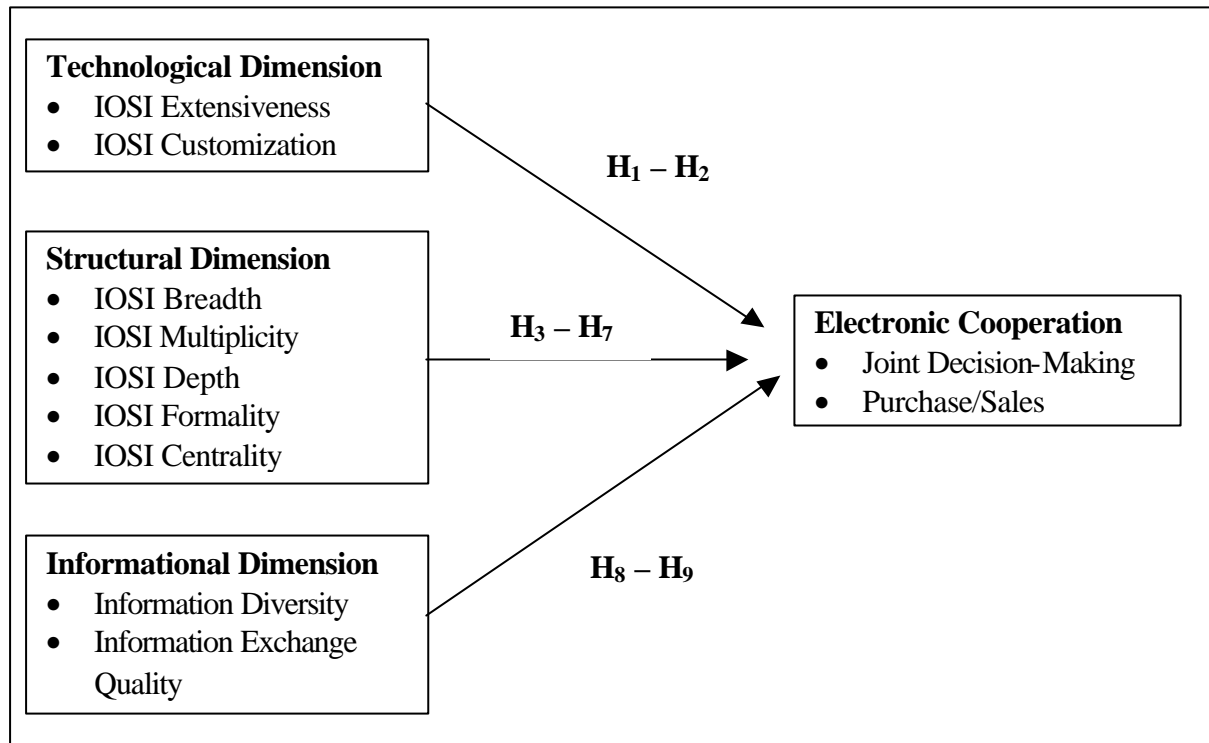 Technological Dimension
• IOSI Extensiveness
• IOSI Customization
H₁ – H₂
Structural Dimension
• IOSI Breadth
• IOSI Multiplicity
• IOSI Depth
• IOSI Formality
• IOSI Centrality
H₃ – H₇
Electronic Cooperation
• Joint Decision-Making
• Purchase/Sales
Informational Dimension
• Information Diversity
• Information Exchange
Quality
H₈ – H₉